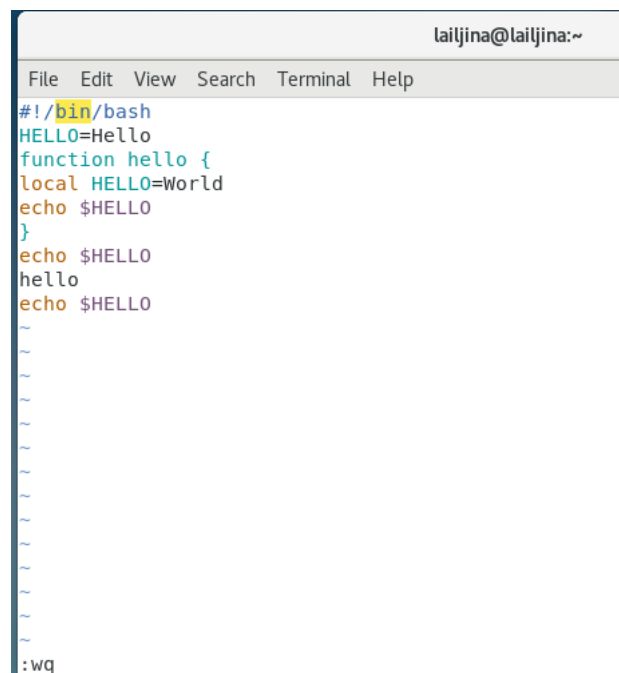 lailjina@lailjina:~
File Edit View Search Terminal Help
#!/bin/bash
HELLO=Hello
function hello {
local HELLO=World
echo $HELLO
}
echo $HELLO
hello
echo $HELLO
~
~
~
~
~
~
~
~
~
~
~
~
~
~
:wq